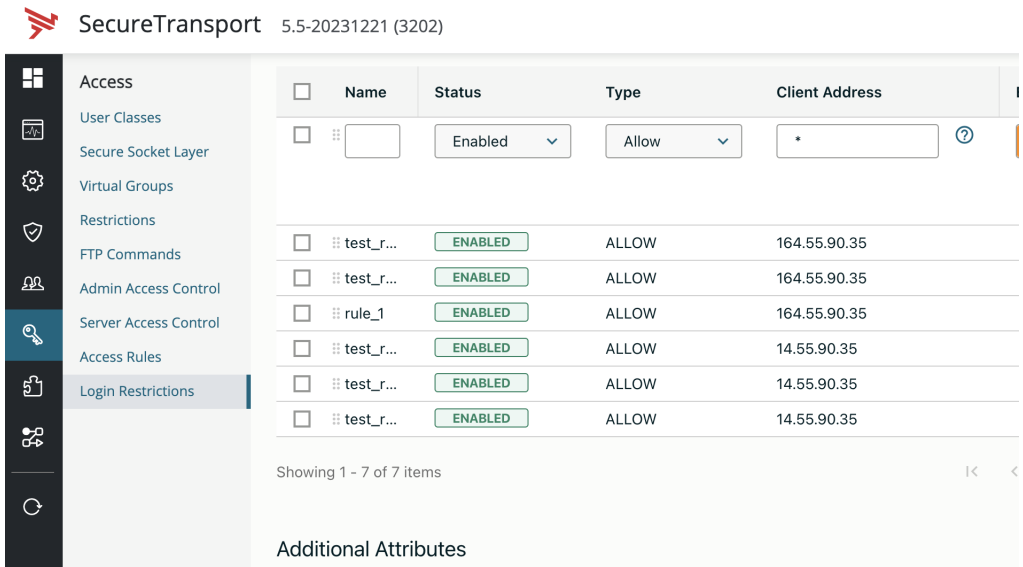 SecureTransport 5.5-20231221 (3202)
Access
User Classes
Secure Socket Layer
Virtual Groups
Restrictions
FTP Commands
Admin Access Control
Server Access Control
Access Rules
Login Restrictions
Name Status Type Client Address
Enabled Allow *
test_r... ENABLED ALLOW 164.55.90.35
test_r... ENABLED ALLOW 164.55.90.35
rule_1 ENABLED ALLOW 164.55.90.35
test_r... ENABLED ALLOW 14.55.90.35
test_r... ENABLED ALLOW 14.55.90.35
test_r... ENABLED ALLOW 14.55.90.35
Showing 1 - 7 of 7 items
Additional Attributes